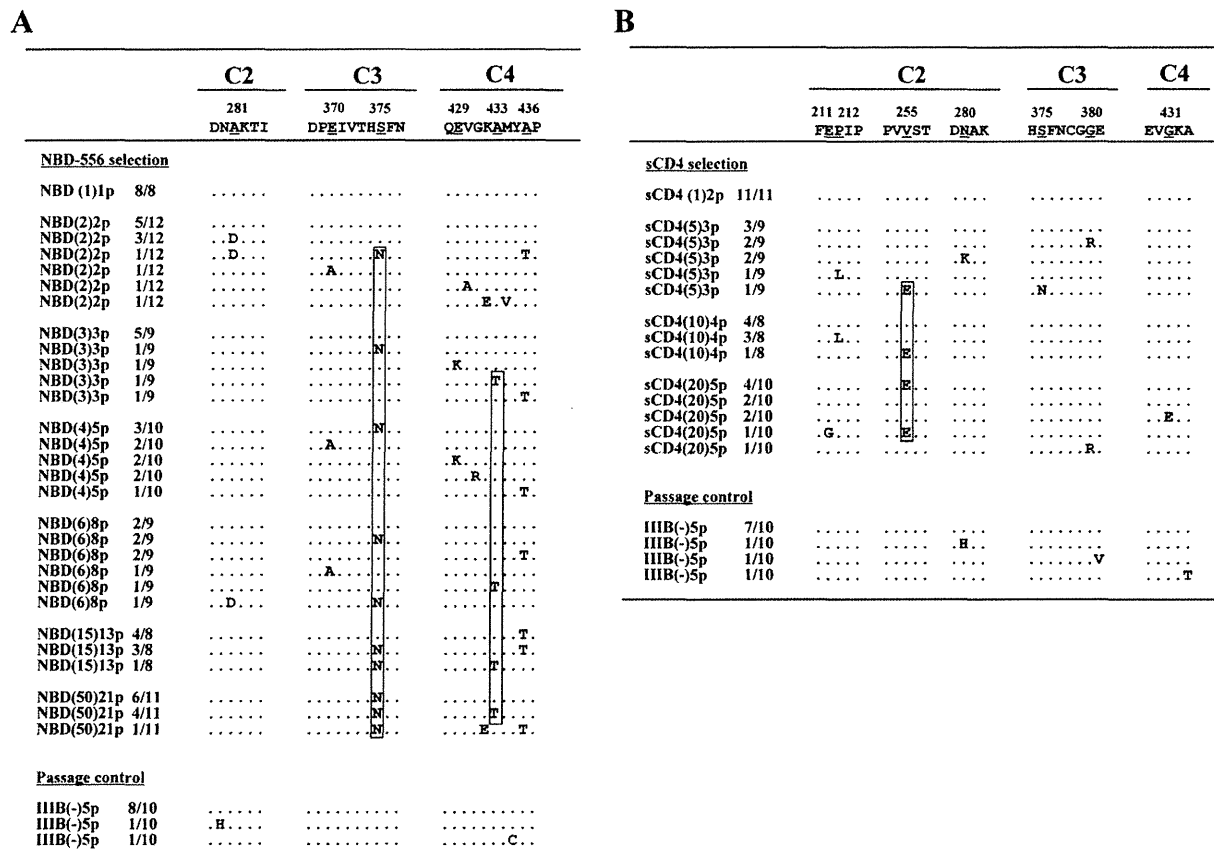 A
C2 C3 C4
281 370 375 429 433 436
DNAKTI DPEIVTHSFN QEVGKAMYAP
NBD-556 selection
NBD (1)1p 8/8 ...... .......... ..........
NBD(2)2p 5/12 ...... .......... ..........
NBD(2)2p 3/12 ..D... .......... ..........
NBD(2)2p 1/12 ..D... .......N.. ........T.
NBD(2)2p 1/12 ...... ..A....... ..........
NBD(2)2p 1/12 ...... .......... ..A.......
NBD(2)2p 1/12 ...... .......... ....E.V...
NBD(3)3p 5/9 ...... .......... ..........
NBD(3)3p 1/9 ...... .......N.. ..........
NBD(3)3p 1/9 ...... .......... .K........
NBD(3)3p 1/9 ...... .......... .....T....
NBD(3)3p 1/9 ...... .......... ........T.
NBD(4)5p 3/10 ...... .......N.. ..........
NBD(4)5p 2/10 ...... ..A....... ..........
NBD(4)5p 2/10 ...... .......... .K........
NBD(4)5p 2/10 ...... .......... ...R......
NBD(4)5p 1/10 ...... .......... ........T.
NBD(6)8p 2/9 ...... .......... ..........
NBD(6)8p 2/9 ...... .......N.. ..........
NBD(6)8p 2/9 ...... .......... ........T.
NBD(6)8p 1/9 ...... ..A....... ..........
NBD(6)8p 1/9 ...... .......... .....T....
NBD(6)8p 1/9 ..D... .......N.. ..........
NBD(15)13p 4/8 ...... .......... ........T.
NBD(15)13p 3/8 ...... .......N.. ........T.
NBD(15)13p 1/8 ...... .......N.. .....T....
NBD(50)21p 6/11 ...... .......N.. ..........
NBD(50)21p 4/11 ...... .......N.. .....T....
NBD(50)21p 1/11 ...... .......N.. ....E...T.
Passage control
IIIB(-)5p 8/10 ...... .......... ..........
IIIB(-)5p 1/10 .H.... .......... ..........
IIIB(-)5p 1/10 ...... .......... .......C..
B
C2 C3 C4
211 212 255 280 375 380 431
FEPIP PVVST DNAK HSFNCGGE EVGKA
sCD4 selection
sCD4 (1)2p 11/11 ..... ..... .... ........ .....
sCD4(5)3p 3/9 ..... ..... .... ........ .....
sCD4(5)3p 2/9 ..... ..... .... ......R. .....
sCD4(5)3p 2/9 ..... ..... .K.. ........ .....
sCD4(5)3p 1/9 ..L.. ..... .... ........ .....
sCD4(5)3p 1/9 ..... ..E.. .... .N...... .....
sCD4(10)4p 4/8 ..... ..... .... ........ .....
sCD4(10)4p 3/8 ..L.. ..... .... ........ .....
sCD4(10)4p 1/8 ..... ..E.. .... ........ .....
sCD4(20)5p 4/10 ..... ..E.. .... ........ .....
sCD4(20)5p 2/10 ..... ..... .... ........ .....
sCD4(20)5p 2/10 ..... ..... .... ........ ..E..
sCD4(20)5p 1/10 .G... ..E.. .... ........ .....
sCD4(20)5p 1/10 ..... ..... .... ......R. .....
Passage control
IIIB(-)5p 7/10 ..... ..... .... ........ .....
IIIB(-)5p 1/10 ..... ..... .H.. ........ .....
IIIB(-)5p 1/10 ..... ..... .... .......V .....
IIIB(-)5p 1/10 ..... ..... .... ........ ....T